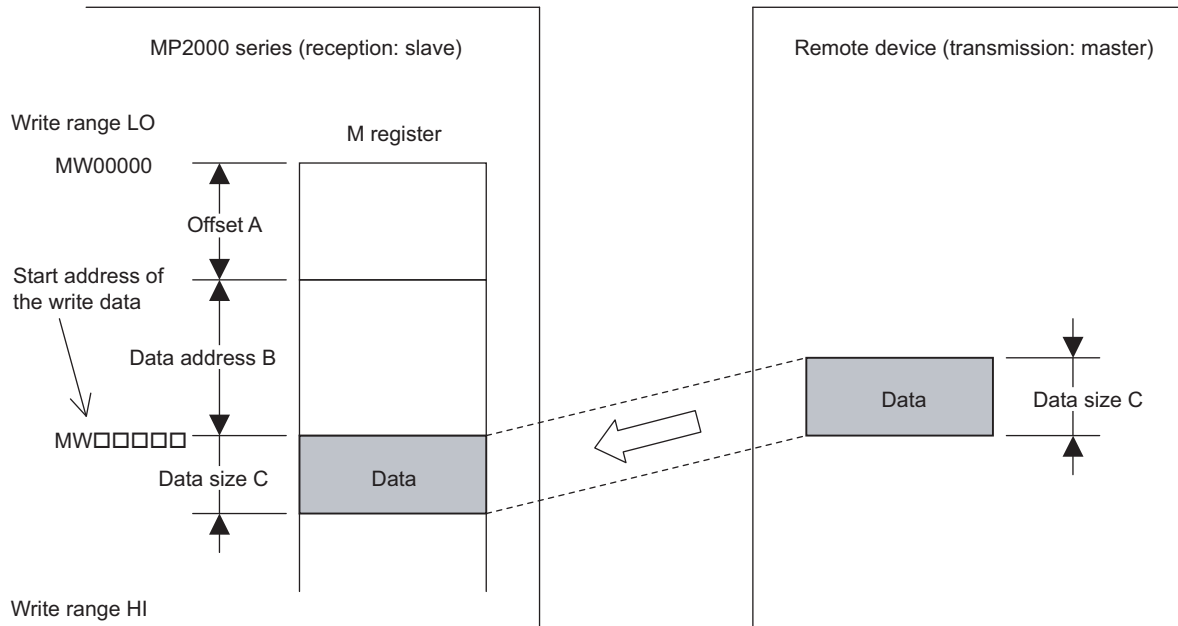 MP2000 series (reception: slave)
Remote device (transmission: master)
Write range LO
M register
MW00000
Offset A
Start address of
the write data
Data address B
MW□□□□□
Data size C
Data
Data
Data size C
Write range HI